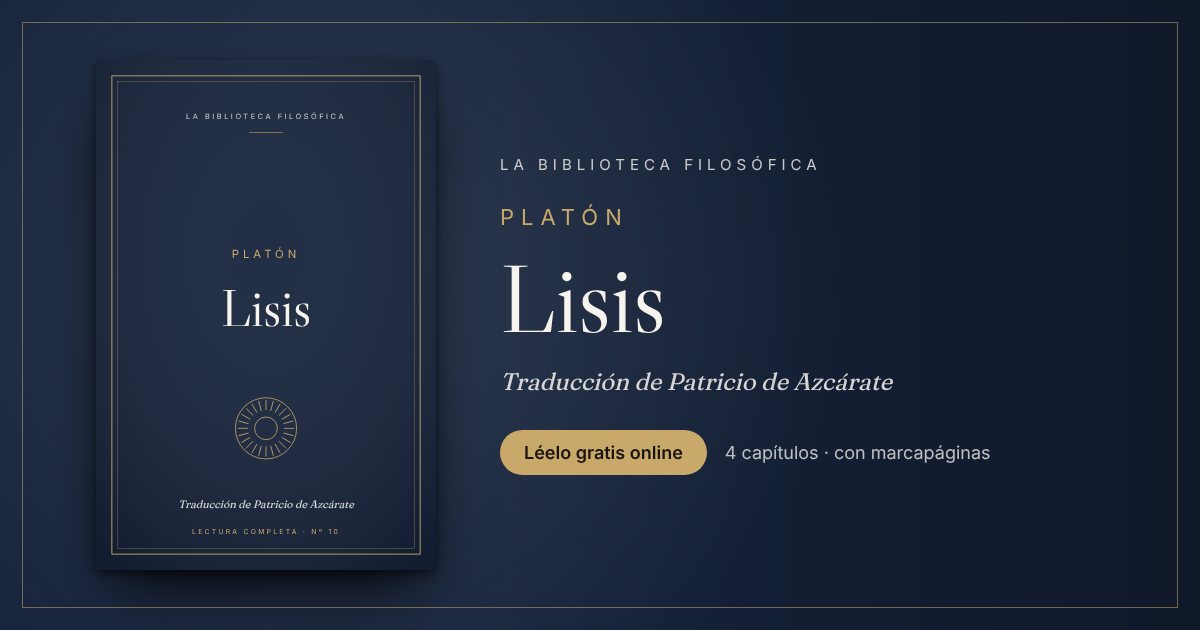 LA BIBLIOTECA FILOSÓFICA
PLATÓN
Lisis
Traducción de Patricio de Azcárate
LECTURA COMPLETA · Nº 10
LA BIBLIOTECA FILOSÓFICA
PLATÓN
Lisis
Traducción de Patricio de Azcárate
Léelo gratis online 4 capítulos · con marcapáginas